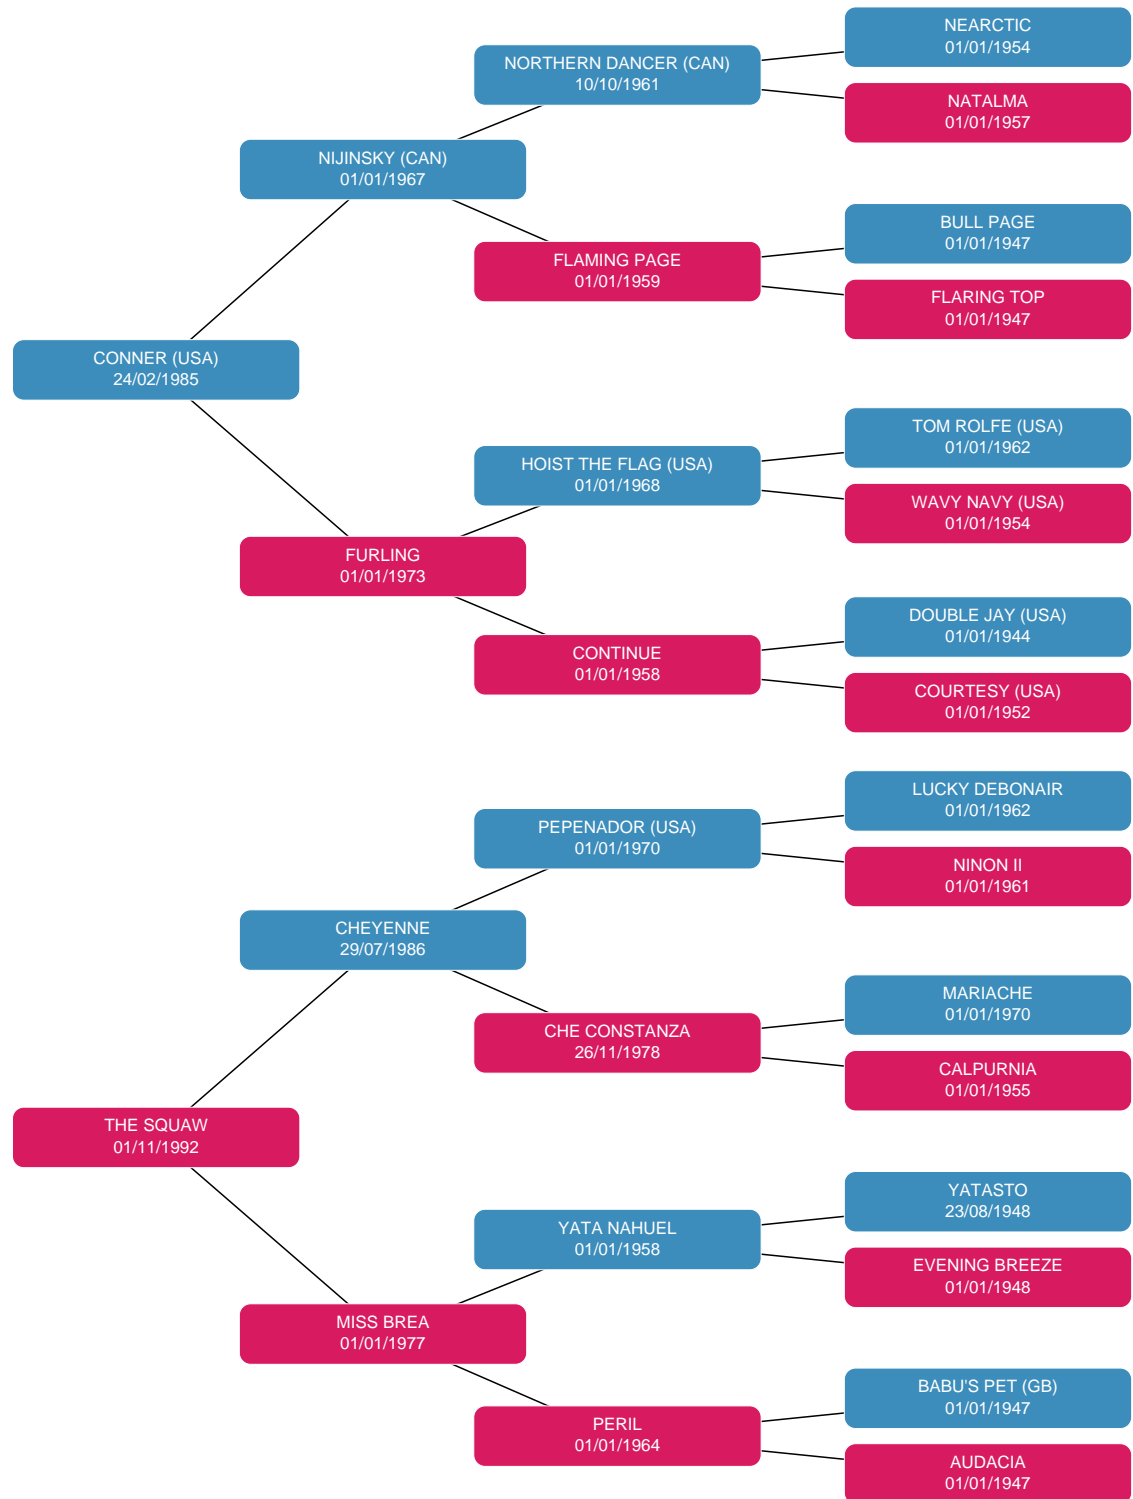 NEARCTIC
01/01/1954
NORTHERN DANCER (CAN)
10/10/1961
NATALMA
01/01/1957
NIJINSKY (CAN)
01/01/1967
BULL PAGE
01/01/1947
FLAMING PAGE
01/01/1959
FLARING TOP
01/01/1947
CONNER (USA)
24/02/1985
TOM ROLFE (USA)
01/01/1962
HOIST THE FLAG (USA)
01/01/1968
WAVY NAVY (USA)
01/01/1954
FURLING
01/01/1973
DOUBLE JAY (USA)
01/01/1944
CONTINUE
01/01/1958
COURTESY (USA)
01/01/1952
LUCKY DEBONAIR
01/01/1962
PEPENADOR (USA)
01/01/1970
NINON II
01/01/1961
CHEYENNE
29/07/1986
MARIACHE
01/01/1970
CHE CONSTANZA
26/11/1978
CALPURNIA
01/01/1955
THE SQUAW
01/11/1992
YATASTO
23/08/1948
YATA NAHUEL
01/01/1958
EVENING BREEZE
01/01/1948
MISS BREA
01/01/1977
BABU'S PET (GB)
01/01/1947
PERIL
01/01/1964
AUDACIA
01/01/1947